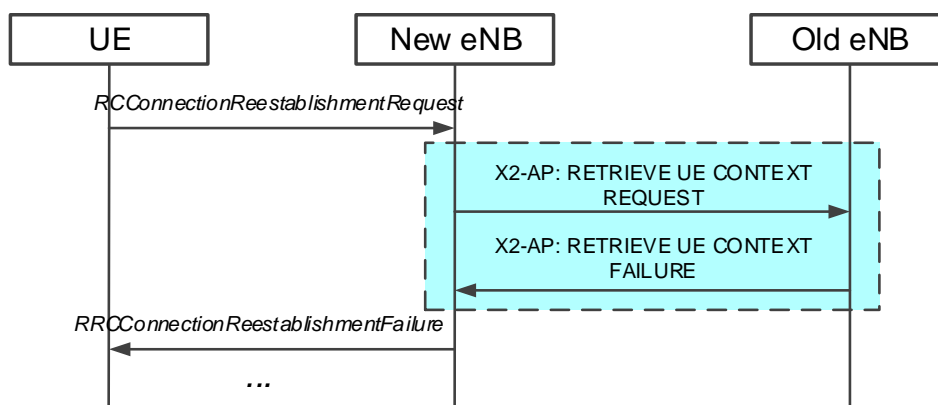 UE
New eNB
Old eNB
RCConnectionReestablishmentRequest
X2-AP: RETRIEVE UE CONTEXT
REQUEST
X2-AP: RETRIEVE UE CONTEXT
FAILURE
RRCConnectionReestablishmentFailure
...